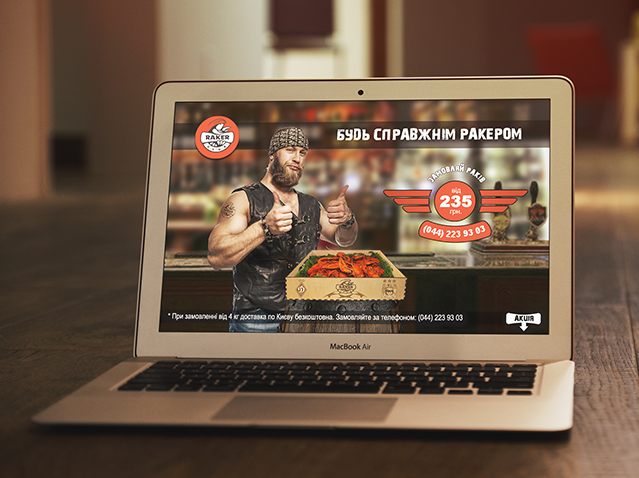 RAKER
БУДЬ СПРАВЖНІМ РАКЕРОМ
ЗАМОВЛЯЙ РАКІВ
від
235
грн.
(044) 223 93 03
RAKER
* При замовленні від 4 кг доставка по Києву безкоштовна. Замовляйте за телефоном: (044) 223 93 03
АКЦІЯ
MacBook Air